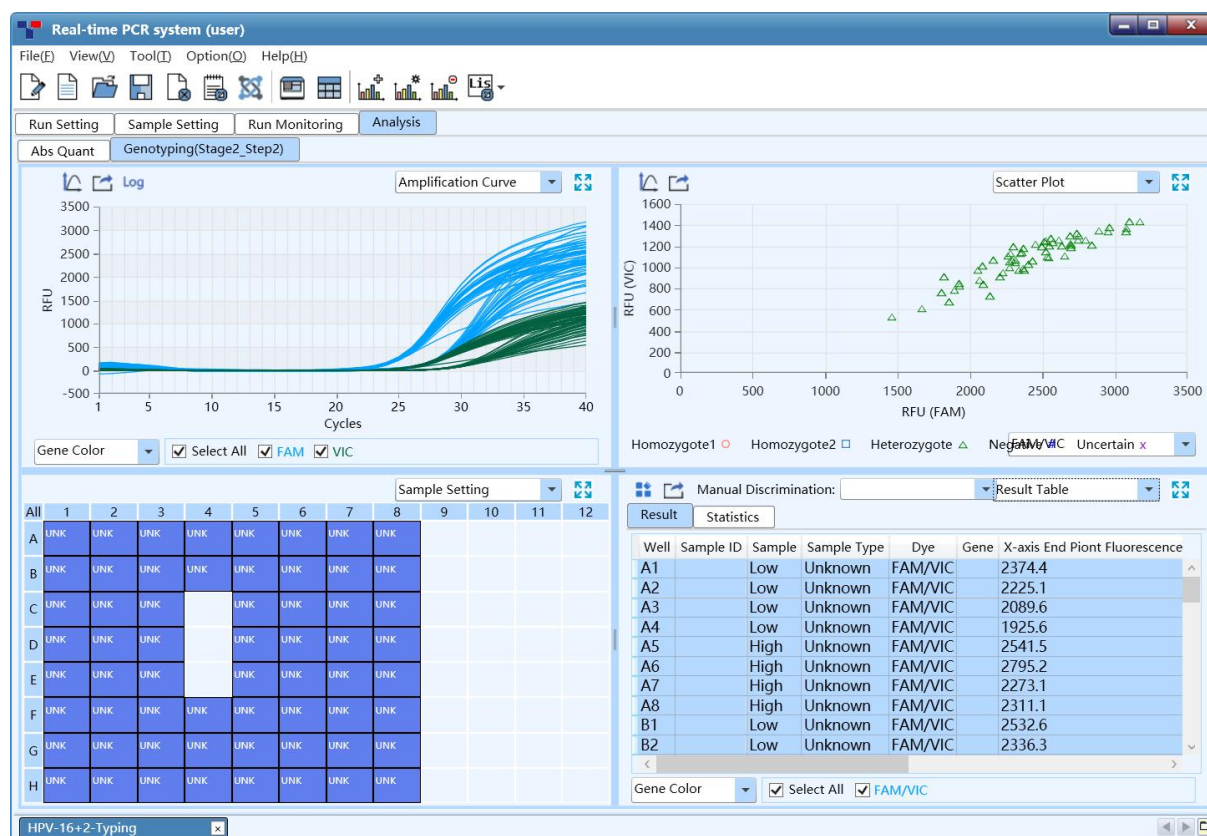 Real-time PCR system (user)
File(F) View(V) Tool(T) Option(O) Help(H)
Lis
Run Setting Sample Setting Run Monitoring Analysis
Abs Quant Genotyping(Stage2_Step2)
Log Amplification Curve
3500
3000
2500
2000
1500
1000
500
0
-500
RFU
1 5 10 15 20 25 30 35 40
Cycles
Gene Color Select All FAM VIC
Scatter Plot
1600
1400
1200
1000
800
600
400
200
0
RFU (VIC)
0 500 1000 1500 2000 2500 3000 3500
RFU (FAM)
Homozygote1 Homozygote2 Heterozygote Negative FAM/VIC Uncertain x
Sample Setting
All 1 2 3 4 5 6 7 8 9 10 11 12
A UNK UNK UNK UNK UNK UNK UNK UNK
B UNK UNK UNK UNK UNK UNK UNK UNK
C UNK UNK UNK UNK UNK UNK UNK
D UNK UNK UNK UNK UNK UNK UNK
E UNK UNK UNK UNK UNK UNK UNK
F UNK UNK UNK UNK UNK UNK UNK UNK
G UNK UNK UNK UNK UNK UNK UNK UNK
H UNK UNK UNK UNK UNK UNK UNK UNK
Manual Discrimination: Result Table
Result Statistics
Well Sample ID Sample Sample Type Dye Gene X-axis End Piont Fluorescence
A1 Low Unknown FAM/VIC 2374.4
A2 Low Unknown FAM/VIC 2225.1
A3 Low Unknown FAM/VIC 2089.6
A4 Low Unknown FAM/VIC 1925.6
A5 High Unknown FAM/VIC 2541.5
A6 High Unknown FAM/VIC 2795.2
A7 High Unknown FAM/VIC 2273.1
A8 High Unknown FAM/VIC 2311.1
B1 Low Unknown FAM/VIC 2532.6
B2 Low Unknown FAM/VIC 2336.3
Gene Color Select All FAM/VIC
HPV-16+2-Typing